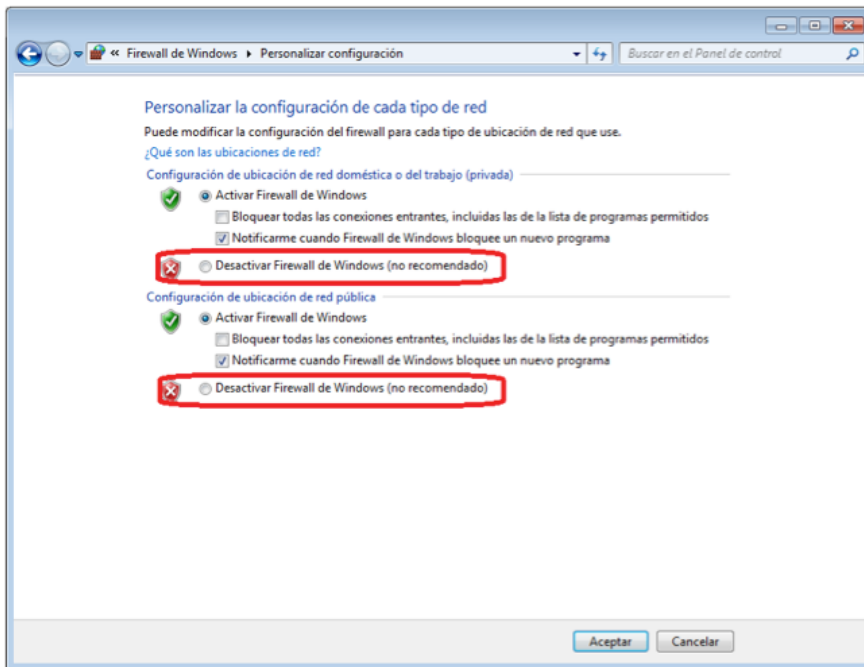 « Firewall de Windows ▸ Personalizar configuración
Buscar en el Panel de control
Personalizar la configuración de cada tipo de red
Puede modificar la configuración del firewall para cada tipo de ubicación de red que use.
¿Qué son las ubicaciones de red?
Configuración de ubicación de red doméstica o del trabajo (privada)
Activar Firewall de Windows
Bloquear todas las conexiones entrantes, incluidas las de la lista de programas permitidos
Notificarme cuando Firewall de Windows bloquee un nuevo programa
Desactivar Firewall de Windows (no recomendado)
Configuración de ubicación de red pública
Activar Firewall de Windows
Bloquear todas las conexiones entrantes, incluidas las de la lista de programas permitidos
Notificarme cuando Firewall de Windows bloquee un nuevo programa
Desactivar Firewall de Windows (no recomendado)
Aceptar
Cancelar